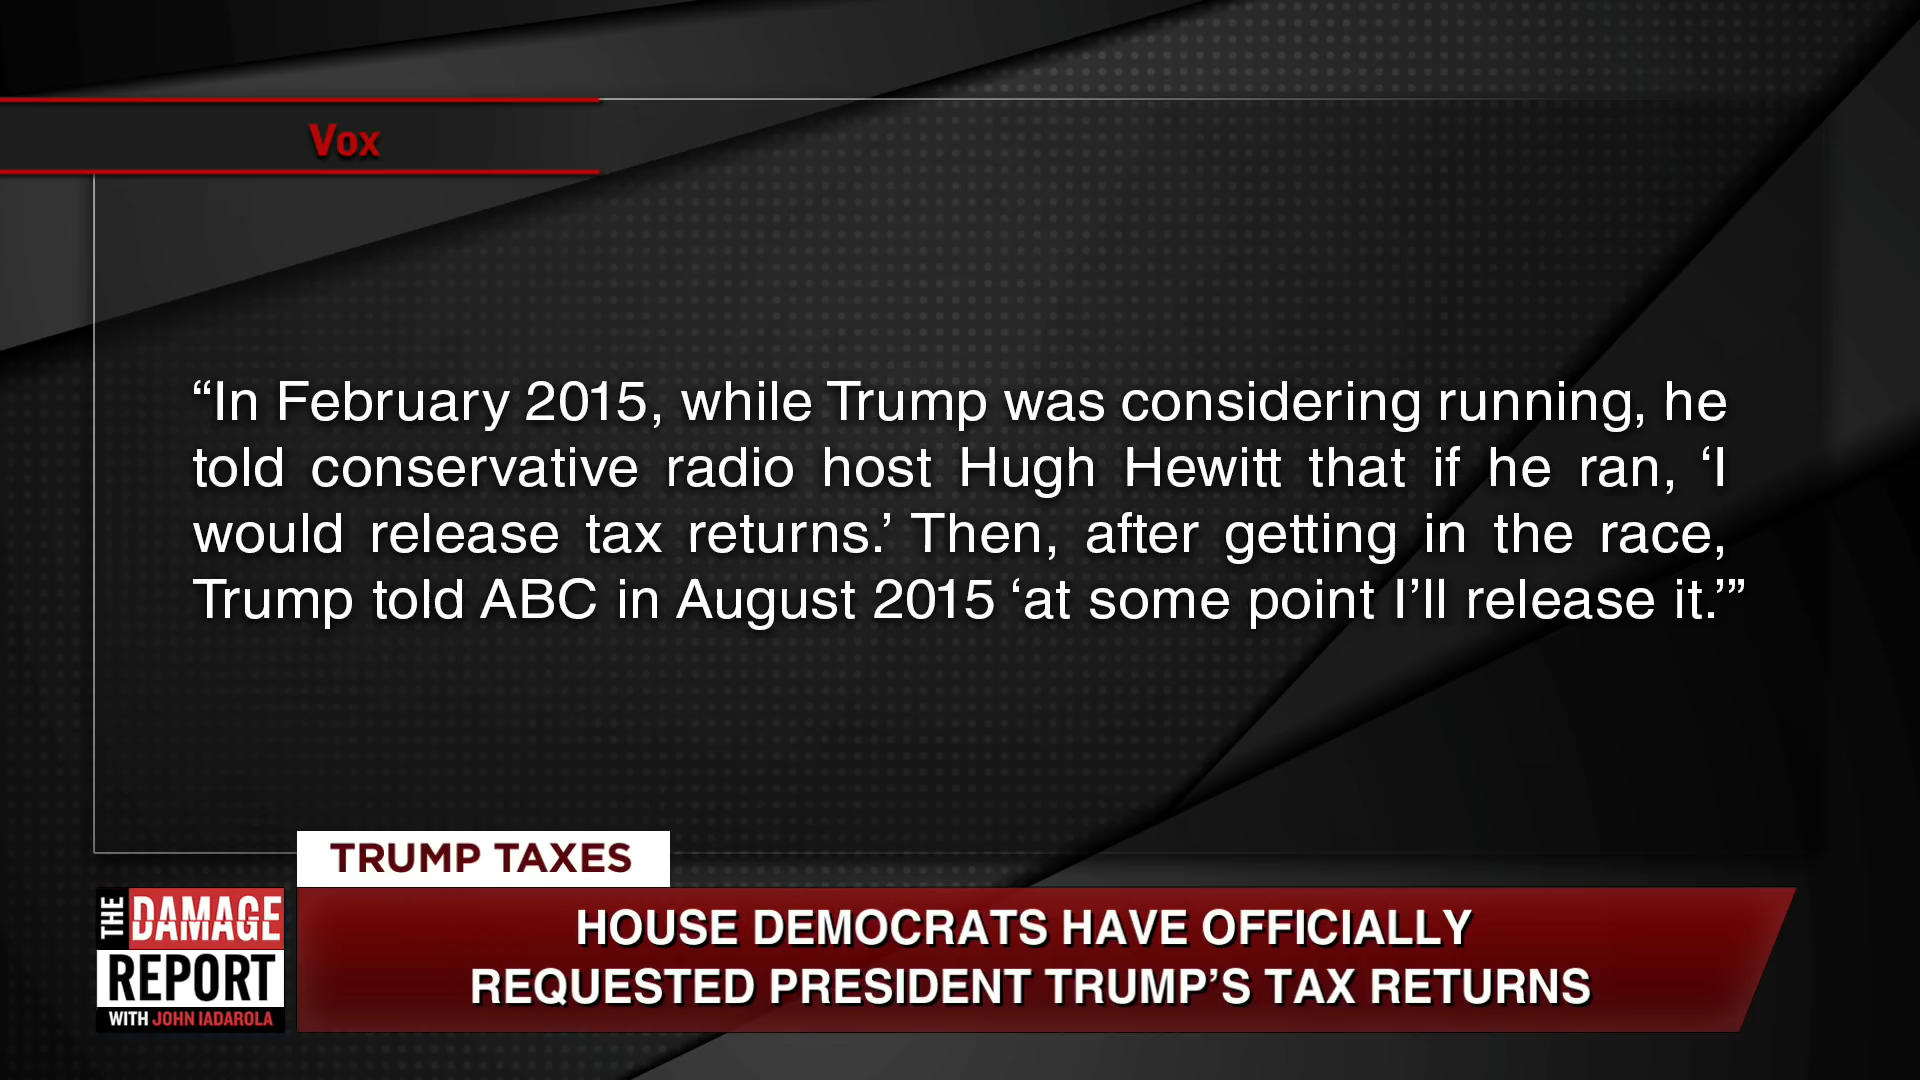 Vox
“In February 2015, while Trump was considering running, he
told conservative radio host Hugh Hewitt that if he ran, ‘I
would release tax returns.’ Then, after getting in the race,
Trump told ABC in August 2015 ‘at some point I’ll release it.’”
TRUMP TAXES
THE DAMAGE
REPORT
WITH JOHN IADAROLA
HOUSE DEMOCRATS HAVE OFFICIALLY
REQUESTED PRESIDENT TRUMP’S TAX RETURNS